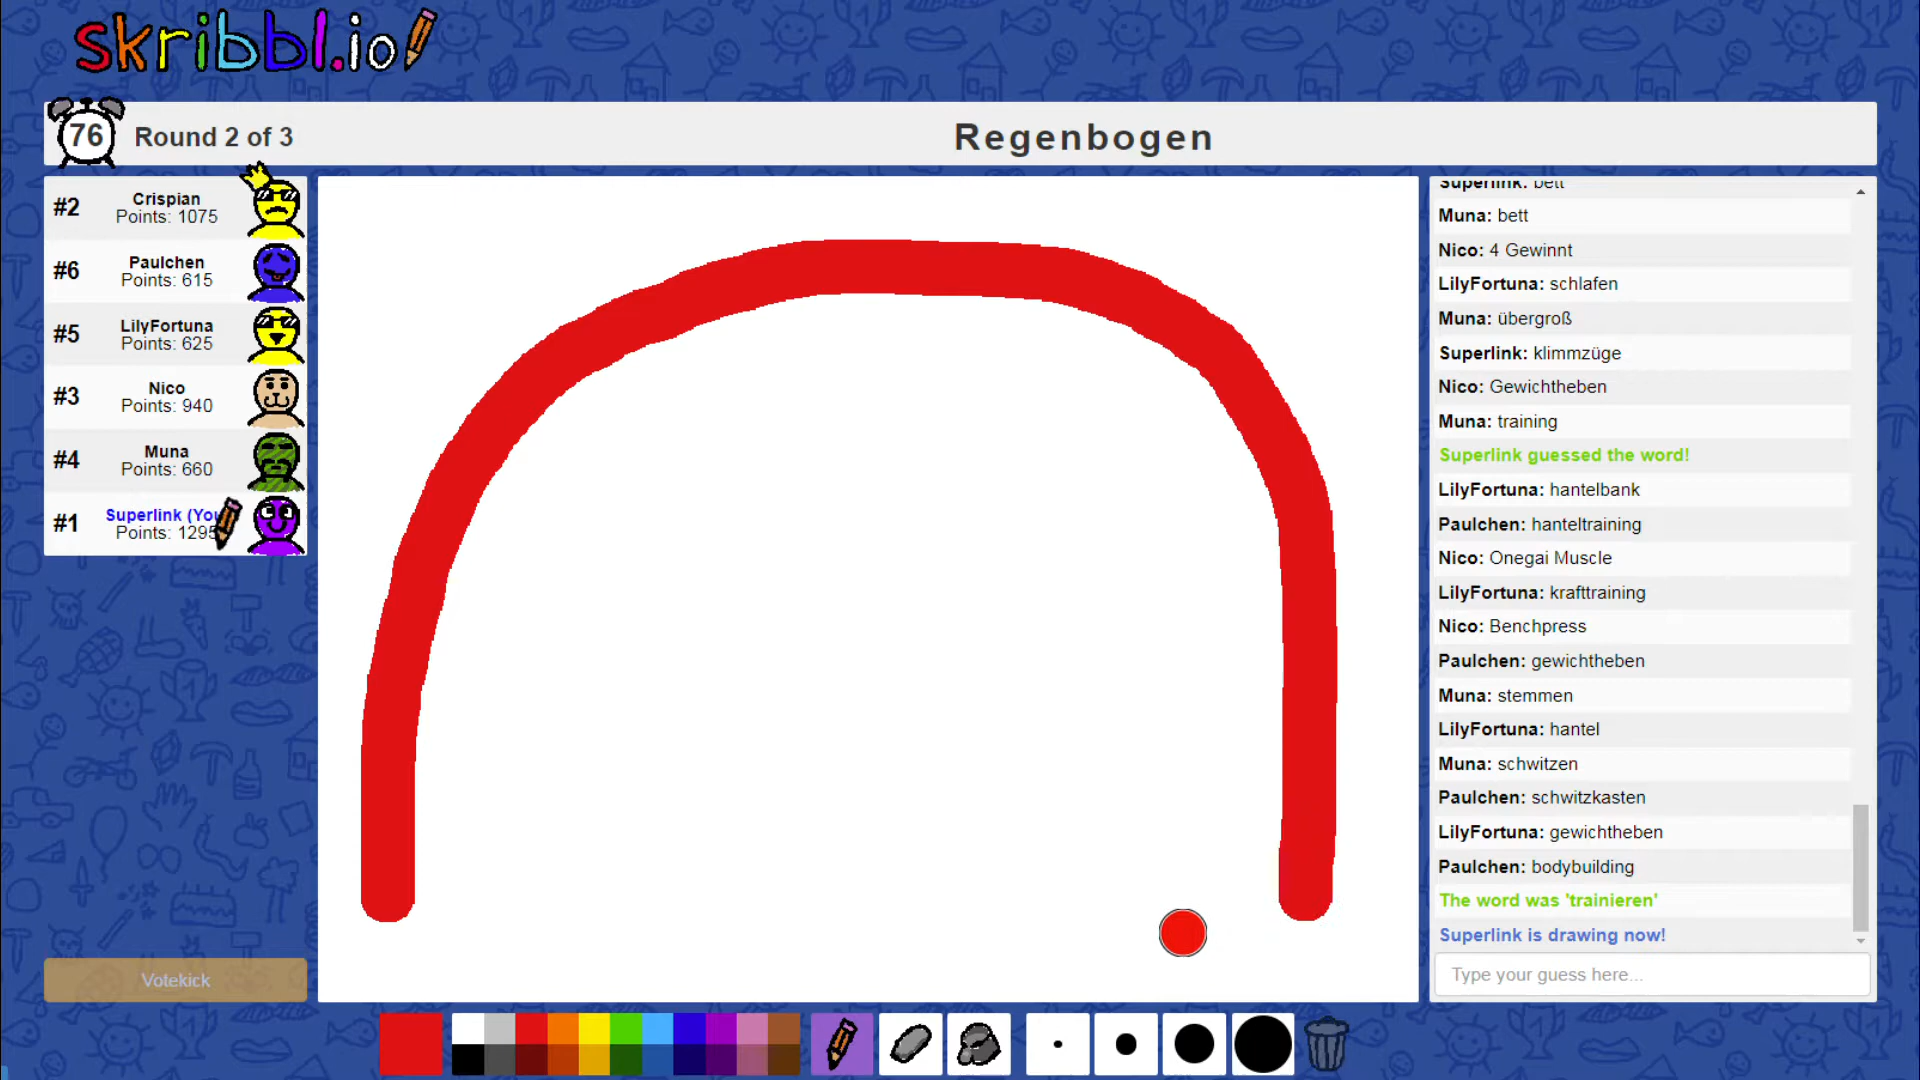 skribbl.io
76
Round 2 of 3
Regenbogen
#2
Crispian
Points: 1075
#6
Paulchen
Points: 615
#5
LilyFortuna
Points: 625
#3
Nico
Points: 940
#4
Muna
Points: 660
#1
Superlink (You
Points: 1295
Votekick
Superlink: bett
Muna: bett
Nico: 4 Gewinnt
LilyFortuna: schlafen
Muna: übergroß
Superlink: klimmzüge
Nico: Gewichtheben
Muna: training
Superlink guessed the word!
LilyFortuna: hantelbank
Paulchen: hanteltraining
Nico: Onegai Muscle
LilyFortuna: krafttraining
Nico: Benchpress
Paulchen: gewichtheben
Muna: stemmen
LilyFortuna: hantel
Muna: schwitzen
Paulchen: schwitzkasten
LilyFortuna: gewichtheben
Paulchen: bodybuilding
The word was 'trainieren'
Superlink is drawing now!
Type your guess here...